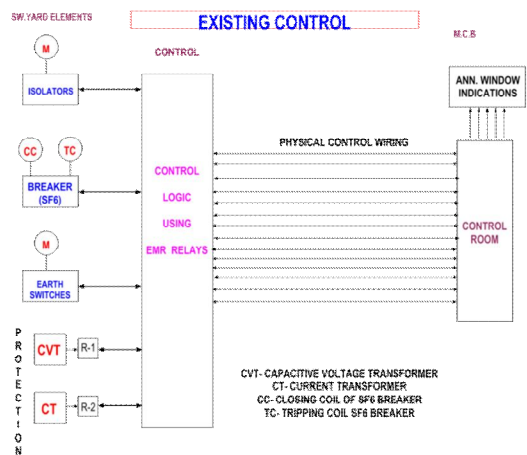 SW.YARD ELEMENTS
EXISTING CONTROL
M.C.B
CONTROL
M
ISOLATORS
ANN. WINDOW
INDICATIONS
CC
TC
BREAKER
(SF6)
PHYSICAL CONTROL WIRING
CONTROL
LOGIC
USING
EMR RELAYS
CONTROL
ROOM
M
EARTH
SWITCHES
PROTECTION
CVT
R-1
CT
R-2
CVT- CAPACITIVE VOLTAGE TRANSFORMER
CT- CURRENT TRANSFORMER
CC- CLOSING COIL OF SF6 BREAKER
TC- TRIPPING COIL SF6 BREAKER